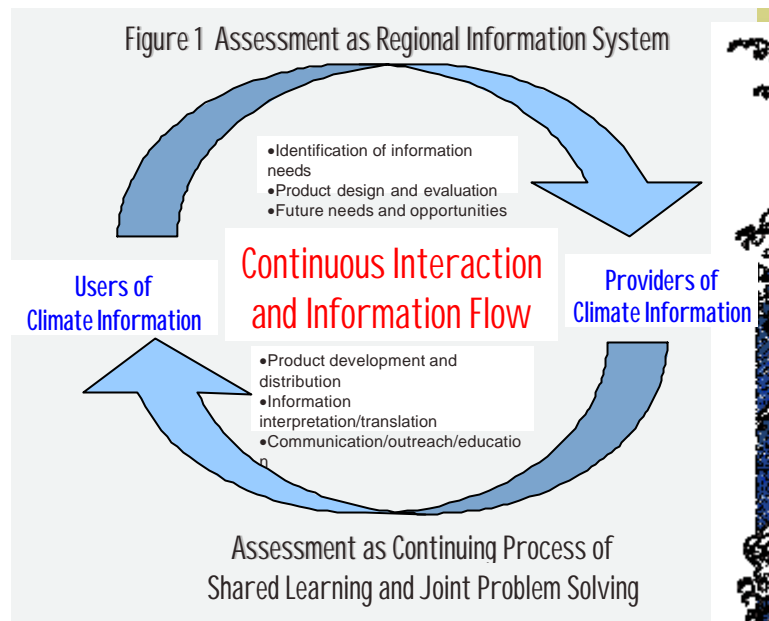 Figure 1 Assessment as Regional Information System
•Identification of information
needs
•Product design and evaluation
•Future needs and opportunities
Continuous Interaction
and Information Flow
Users of
Climate Information
Providers of
Climate Information
•Product development and
distribution
•Information
interpretation/translation
•Communication/outreach/educatio
n
Assessment as Continuing Process of
Shared Learning and Joint Problem Solving